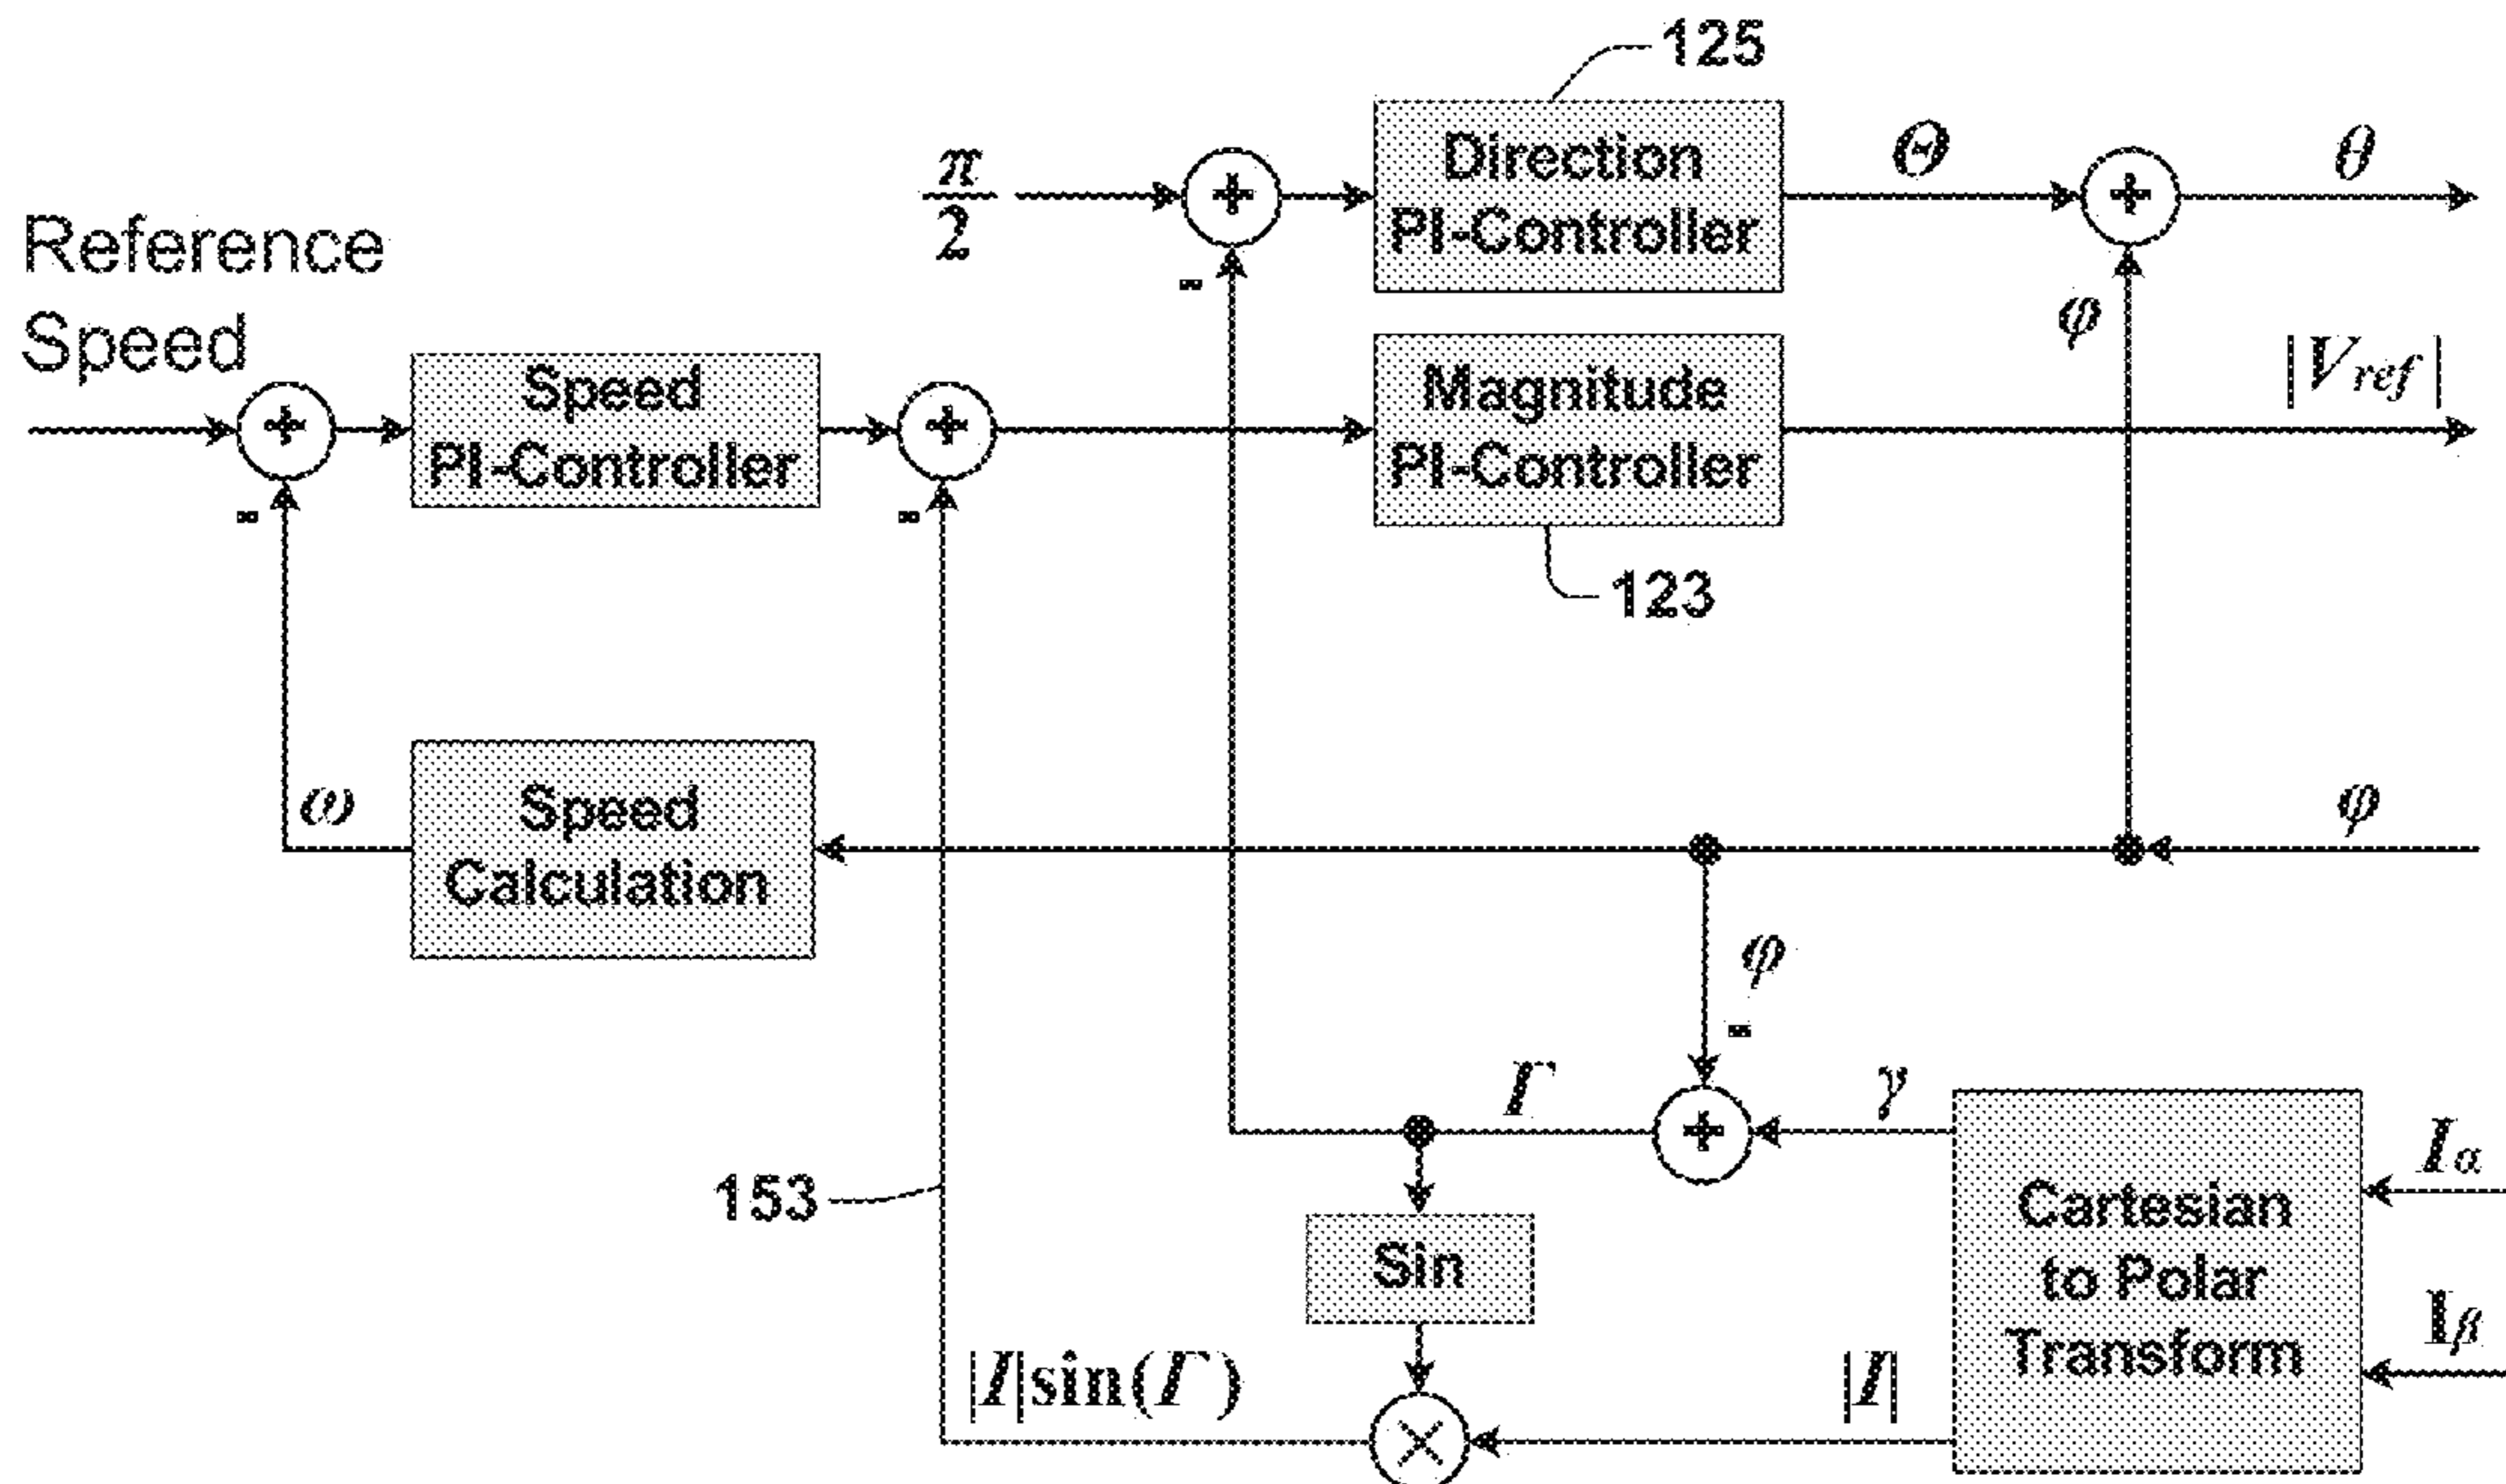 125
π
2
Direction
PI-Controller
Θ
θ
Reference
Speed
-
φ
Speed
PI-Controller
Magnitude
PI-Controller
|Vref|
+
+
+
+
-
-
123
Speed
Calculation
ω
φ
φ
-
Γ
γ
+
153
Sin
Cartesian
to Polar
Transform
Iα
Iβ
|I|sin(Γ)
|I|
×